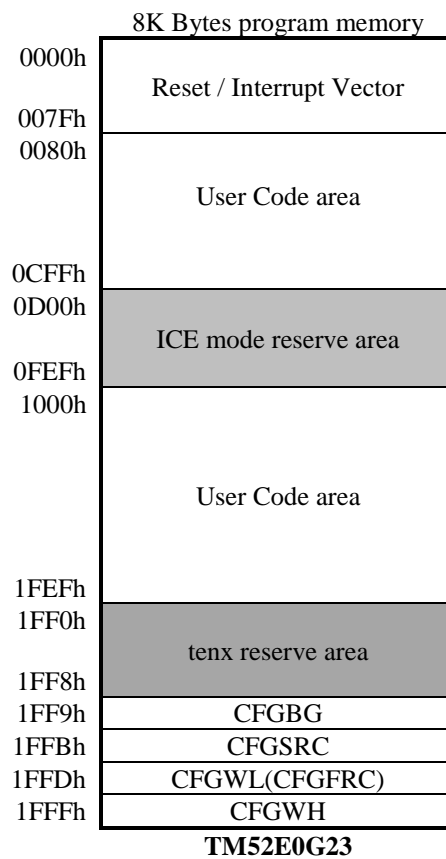 8K Bytes program memory
0000h
Reset / Interrupt Vector
007Fh
0080h
User Code area
0CFFh
0D00h
ICE mode reserve area
0FEFh
1000h
User Code area
1FEFh
1FF0h
tenx reserve area
1FF8h
1FF9h CFGBG
1FFBh CFGSRC
1FFDh CFGWL(CFGFRC)
1FFFh CFGWH
TM52E0G23